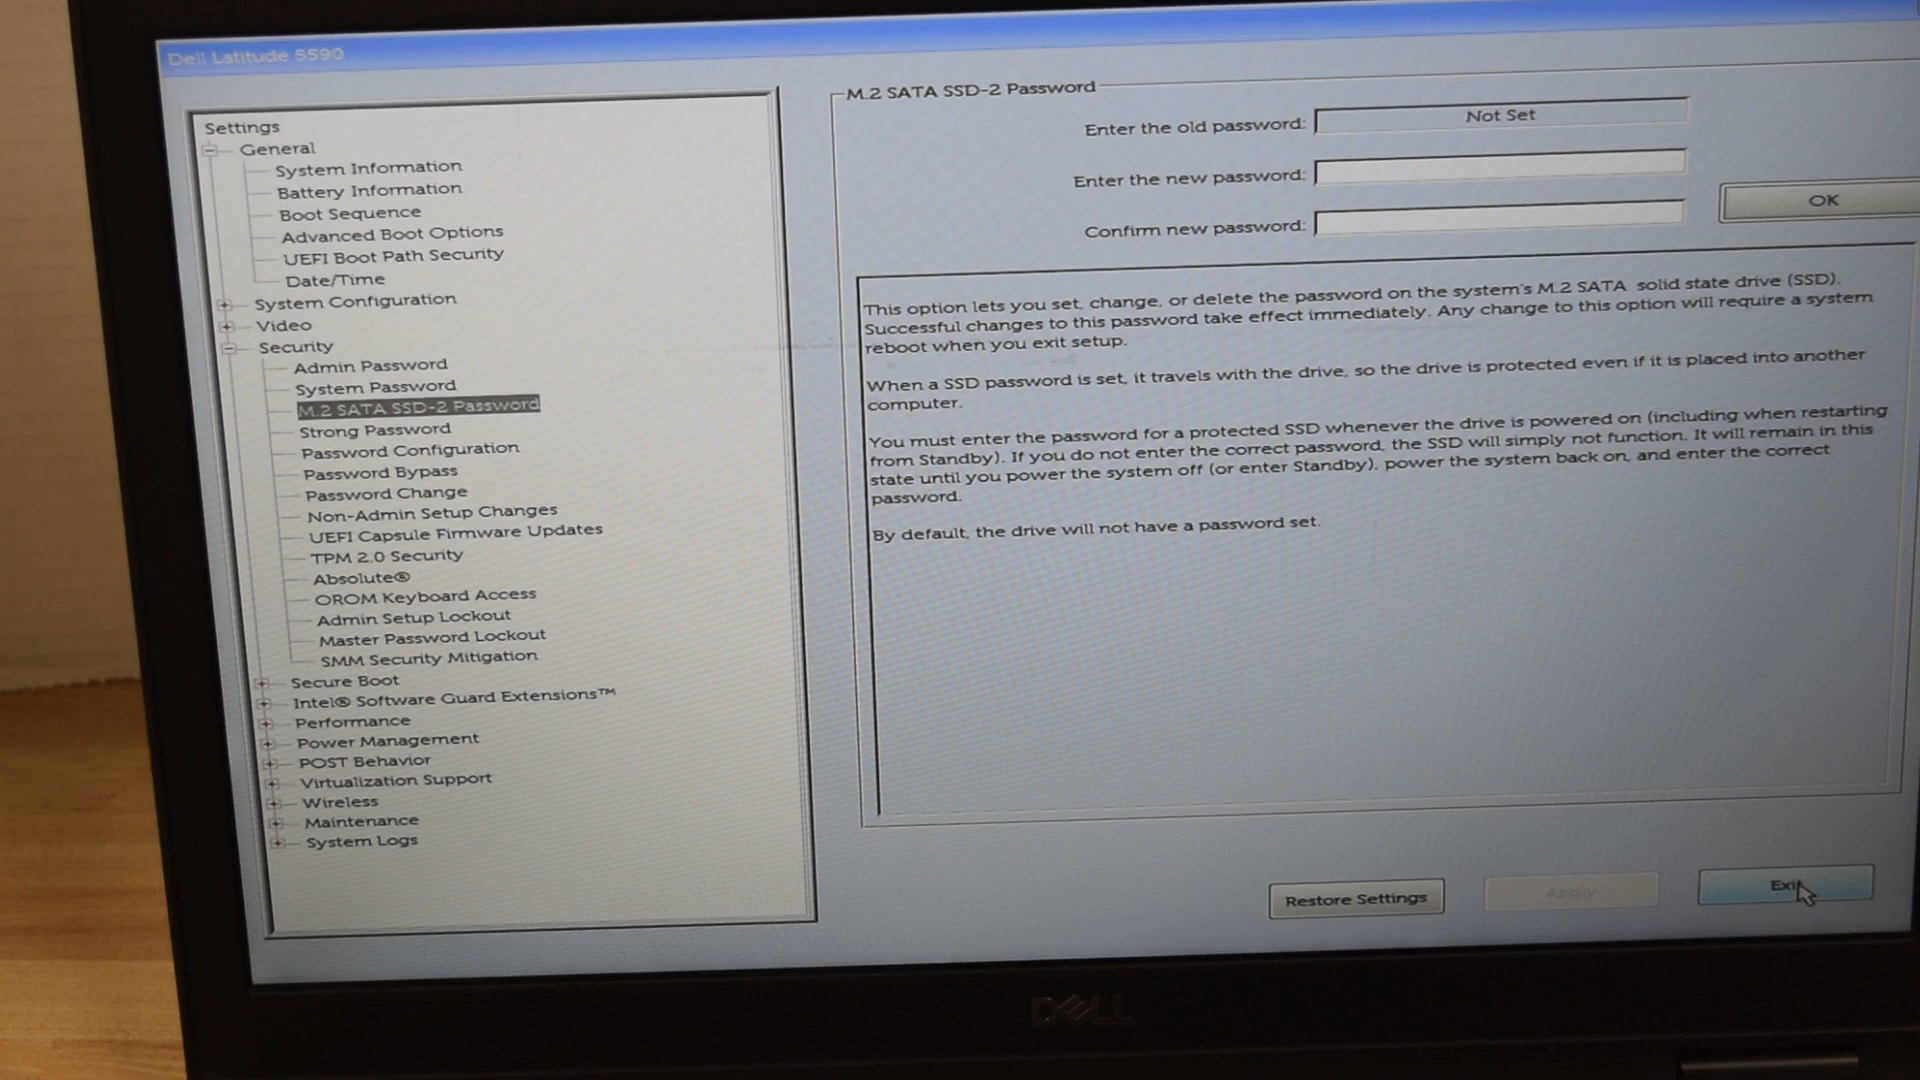 Dell Latitude 5590
Settings
General
System Information
Battery Information
Boot Sequence
Advanced Boot Options
UEFI Boot Path Security
Date/Time
System Configuration
Video
Security
Admin Password
System Password
M.2 SATA SSD-2 Password
Strong Password
Password Configuration
Password Bypass
Password Change
Non-Admin Setup Changes
UEFI Capsule Firmware Updates
TPM 2.0 Security
Absolute®
OROM Keyboard Access
Admin Setup Lockout
Master Password Lockout
SMM Security Mitigation
Secure Boot
Intel® Software Guard Extensions™
Performance
Power Management
POST Behavior
Virtualization Support
Wireless
Maintenance
System Logs
M.2 SATA SSD-2 Password
Enter the old password: Not Set
Enter the new password:
Confirm new password:
OK
This option lets you set, change, or delete the password on the system's M.2 SATA solid state drive (SSD).
Successful changes to this password take effect immediately. Any change to this option will require a system
reboot when you exit setup.
When a SSD password is set, it travels with the drive, so the drive is protected even if it is placed into another
computer.
You must enter the password for a protected SSD whenever the drive is powered on (including when restarting
from Standby). If you do not enter the correct password, the SSD will simply not function. It will remain in this
state until you power the system off (or enter Standby), power the system back on, and enter the correct
password.
By default, the drive will not have a password set.
Restore Settings
Apply
Exit
DELL